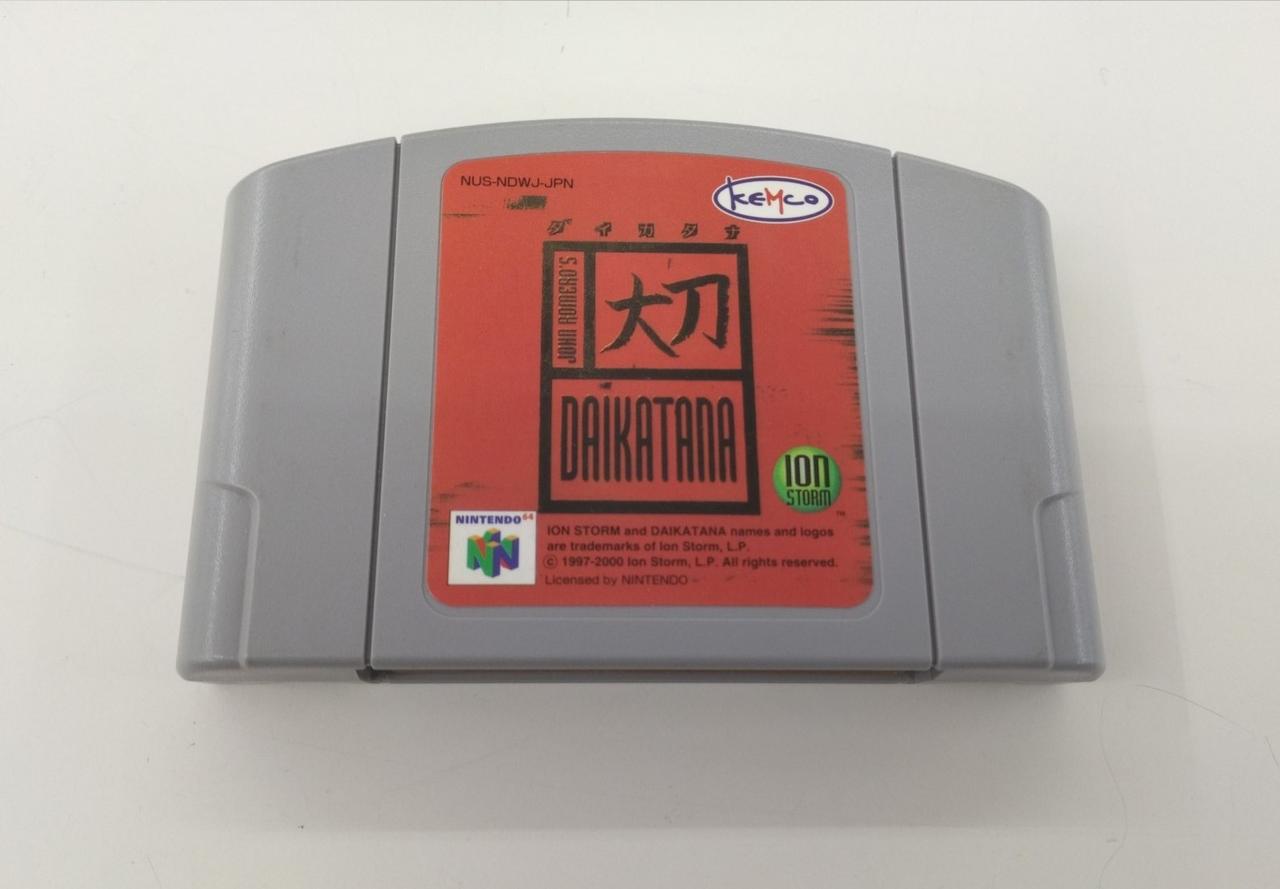 NUS-NDWJ-JPN
KEMCO
ダイカタナ
JOHN ROMERO'S
大刀
DAIKATANA
ION
STORM
TM
NINTENDO64
ION STORM and DAIKATANA names and logos
are trademarks of Ion Storm, L.P.
© 1997-2000 Ion Storm, L.P. All rights reserved.
Licensed by NINTENDO